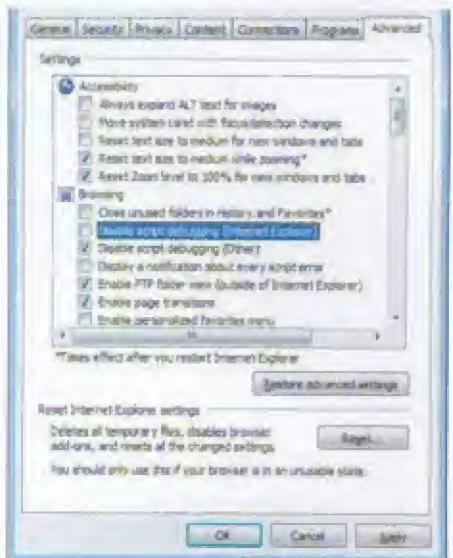 General Security Privacy Content Connections Programs Advanced
Settings
Accessibility
Always expand ALT text for images
Move system caret with focus/selection changes
Reset text size to medium for new windows and tabs
Reset text size to medium while zooming*
Reset Zoom level to 100% for new windows and tabs
Browsing
Close unused folders in History and Favorites*
Disable script debugging (Internet Explorer)
Disable script debugging (Other)
Display a notification about every script error
Enable FTP folder view (outside of Internet Explorer)
Enable page transitions
Enable personalized favorites menu
*Takes effect after you restart Internet Explorer
Restore advanced settings
Reset Internet Explorer settings
Deletes all temporary files, disables browser
add-ons, and resets all the changed settings.
Reset...
You should only use this if your browser is in an unusable state.
OK Cancel Apply